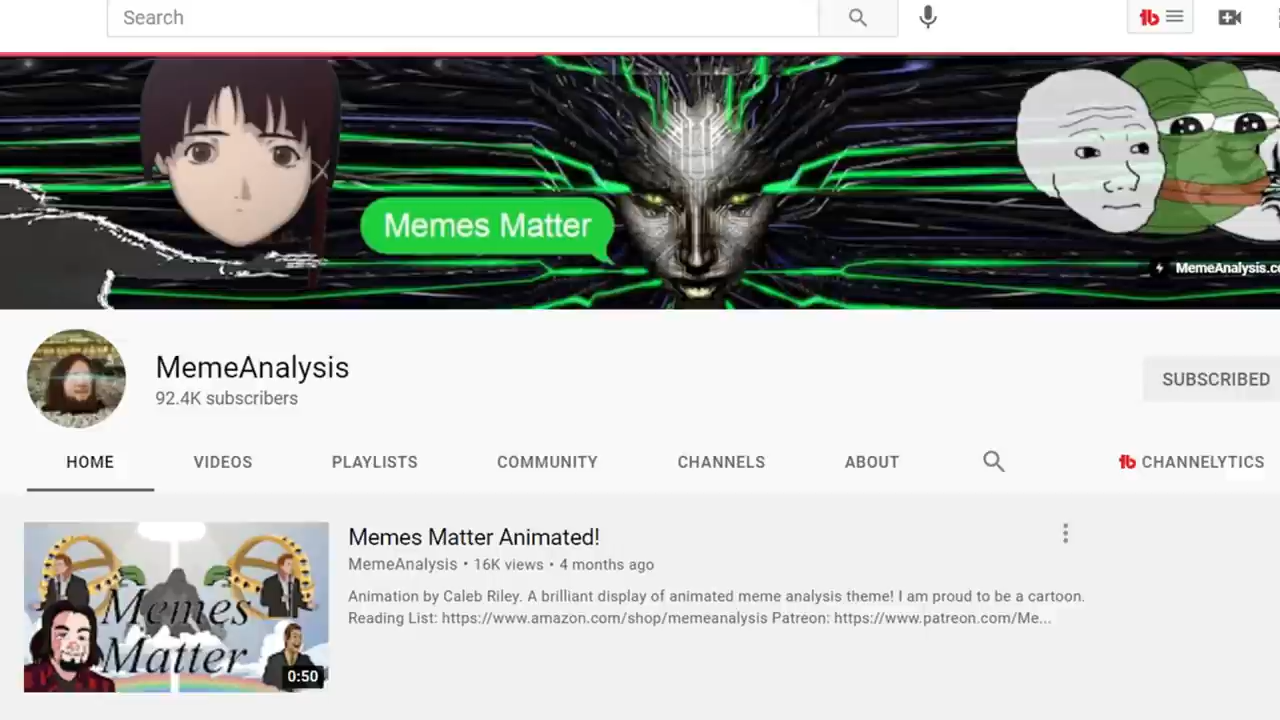 Search
Memes Matter
MemeAnalysis.c
MemeAnalysis
92.4K subscribers
SUBSCRIBED
HOME VIDEOS PLAYLISTS COMMUNITY CHANNELS ABOUT CHANNELYTICS
Memes Matter Animated!
MemeAnalysis • 16K views • 4 months ago
Animation by Caleb Riley. A brilliant display of animated meme analysis theme! I am proud to be a cartoon.
Reading List: https://www.amazon.com/shop/memeanalysis Patreon: https://www.patreon.com/Me...
Memes
Matter
0:50